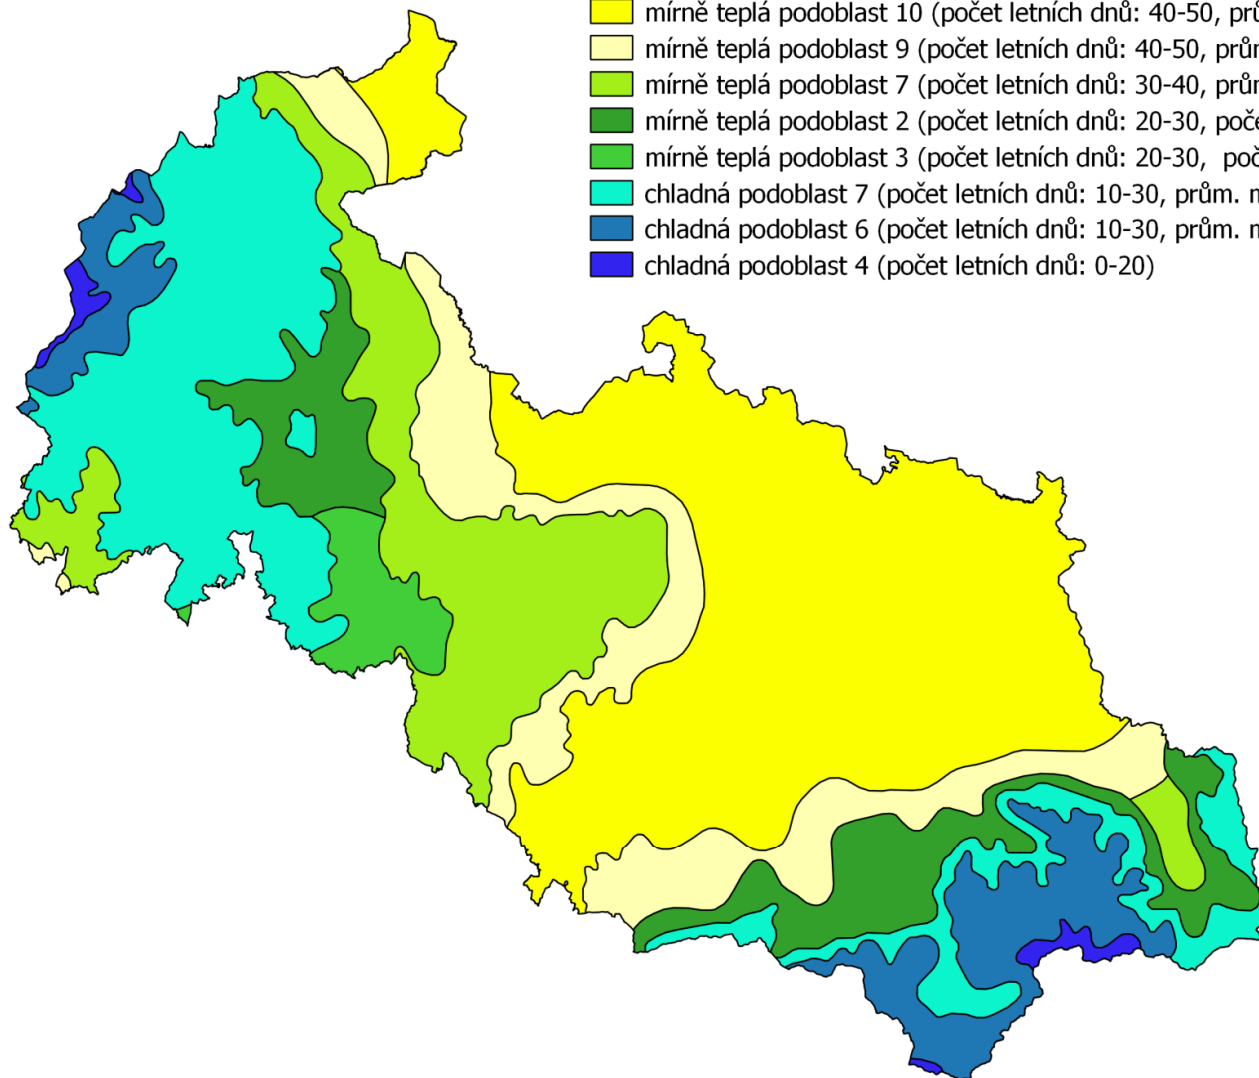 mírně teplá podoblast 10 (počet letních dnů: 40-50,
mírně teplá podoblast 9 (počet letních dnů: 40-50,
mírně teplá podoblast 7 (počet letních dnů: 30-40,
mírně teplá podoblast 2 (počet letních dnů: 20-30,
mírně teplá podoblast 3 (počet letních dnů: 20-30,
chladná podoblast 7 (počet letních dnů: 10-30, prům.
chladná podoblast 6 (počet letních dnů: 10-30, prům.
chladná podoblast 4 (počet letních dnů: 0-20)